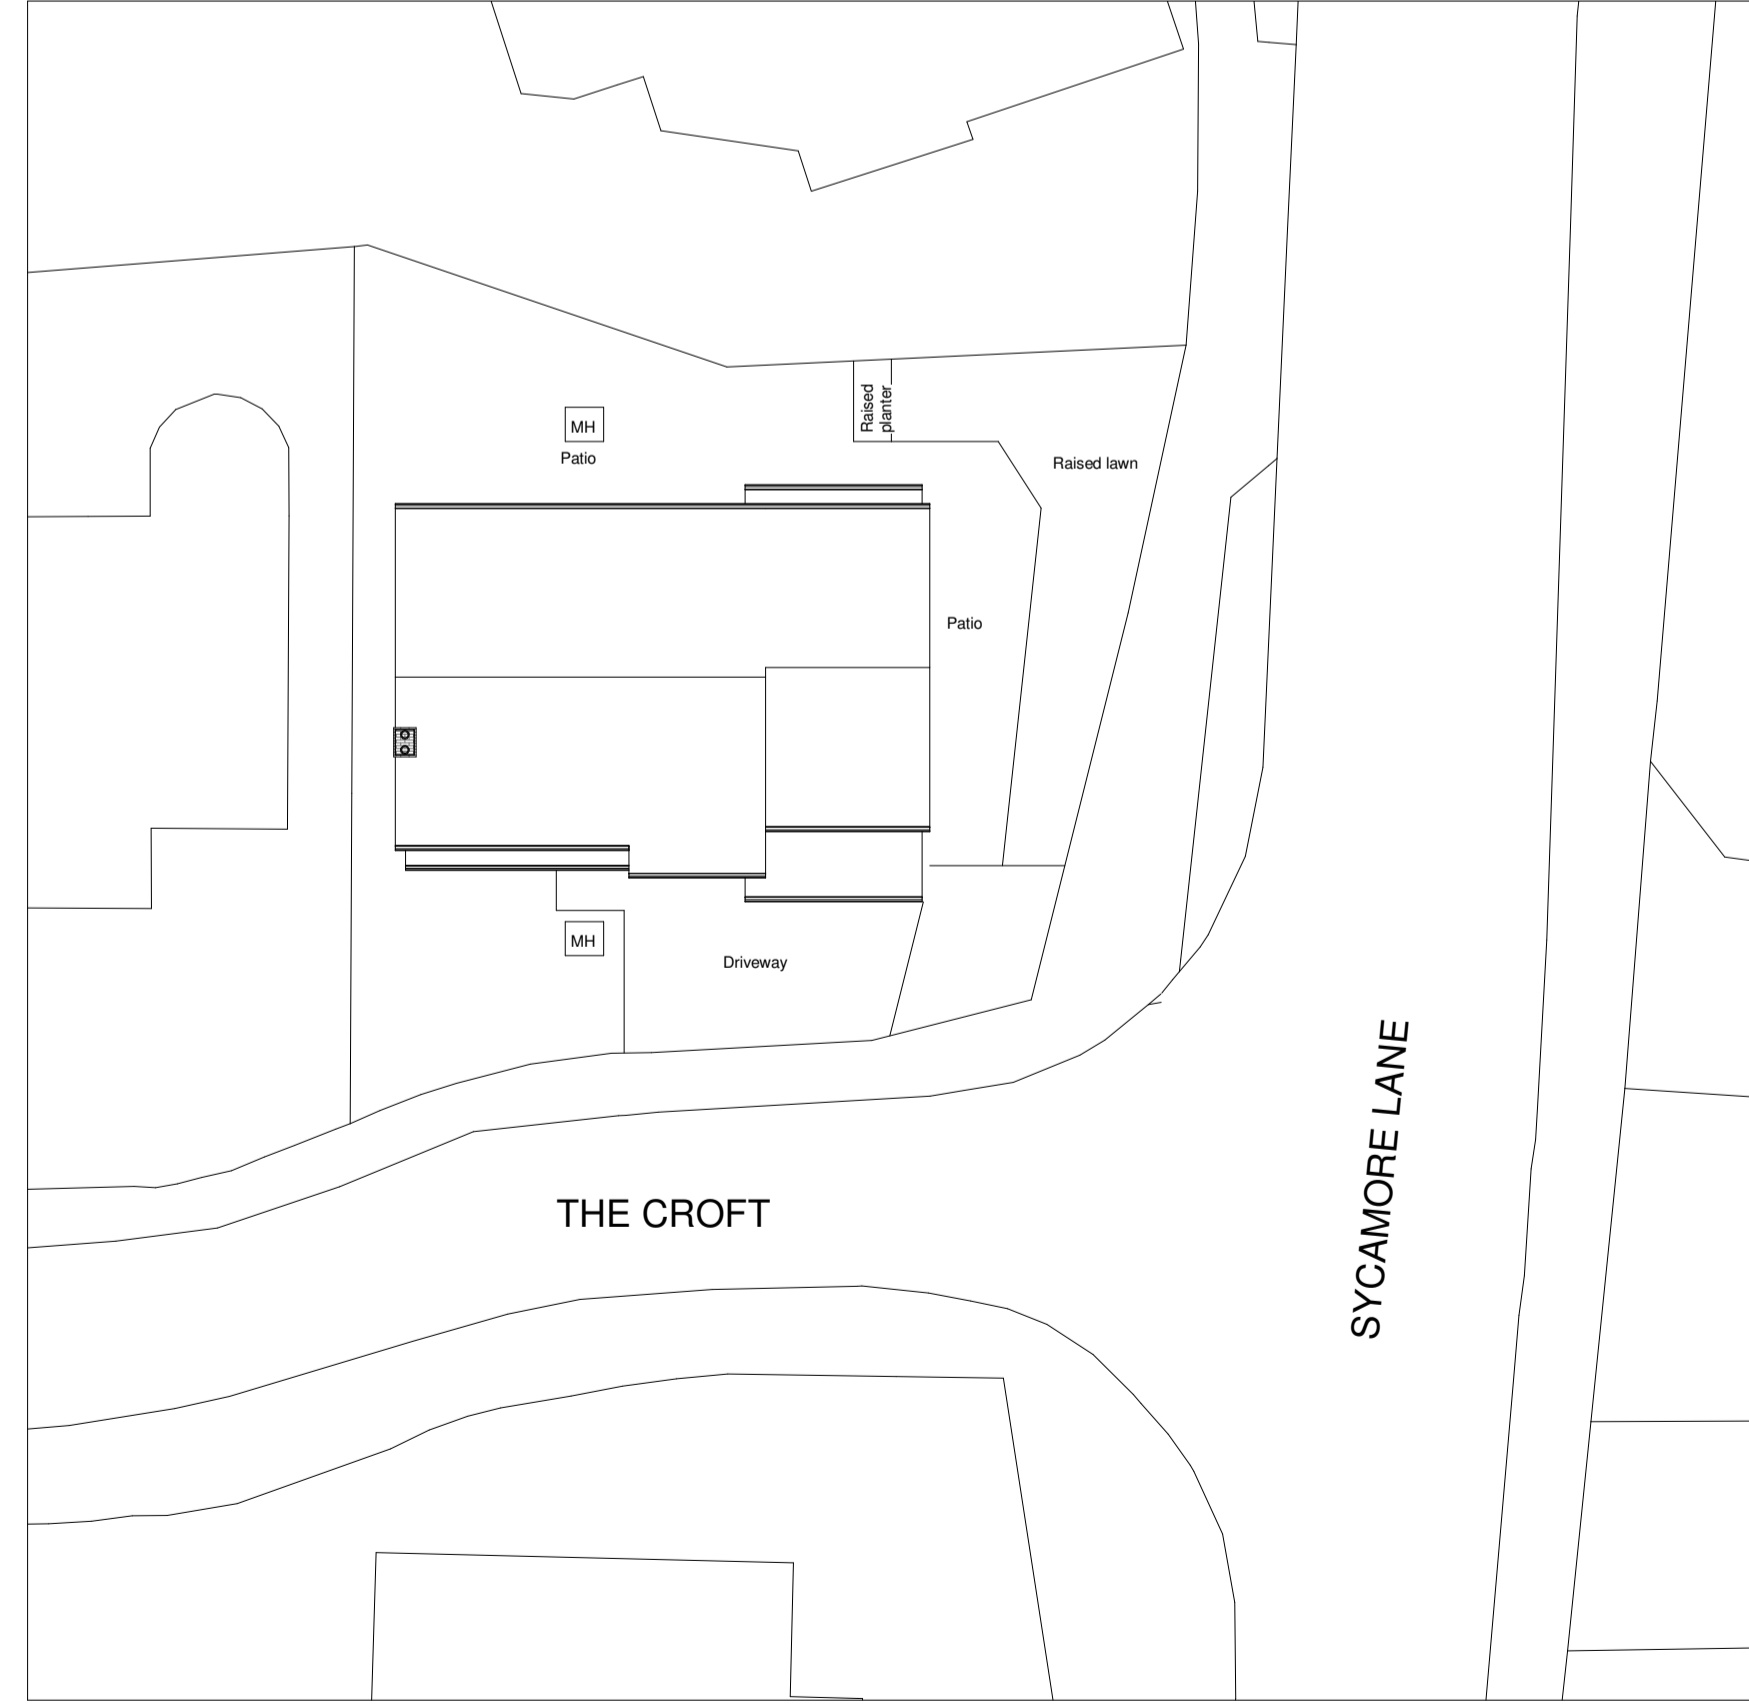 Raised
planter
MH
Patio
Raised lawn
Patio
MH
Driveway
THE CROFT
SYCAMORE LANE